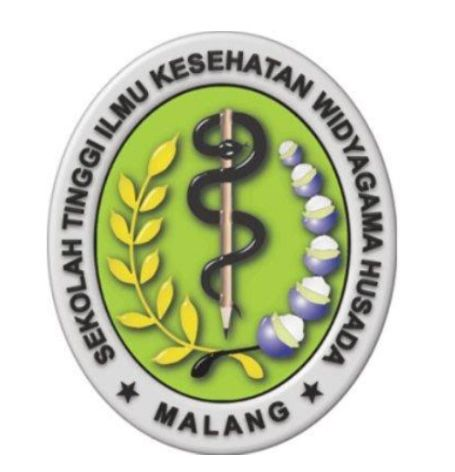 SEKOLAH TINGGI ILMU KESEHATAN WIDYAGAMA HUSADA
MALANG